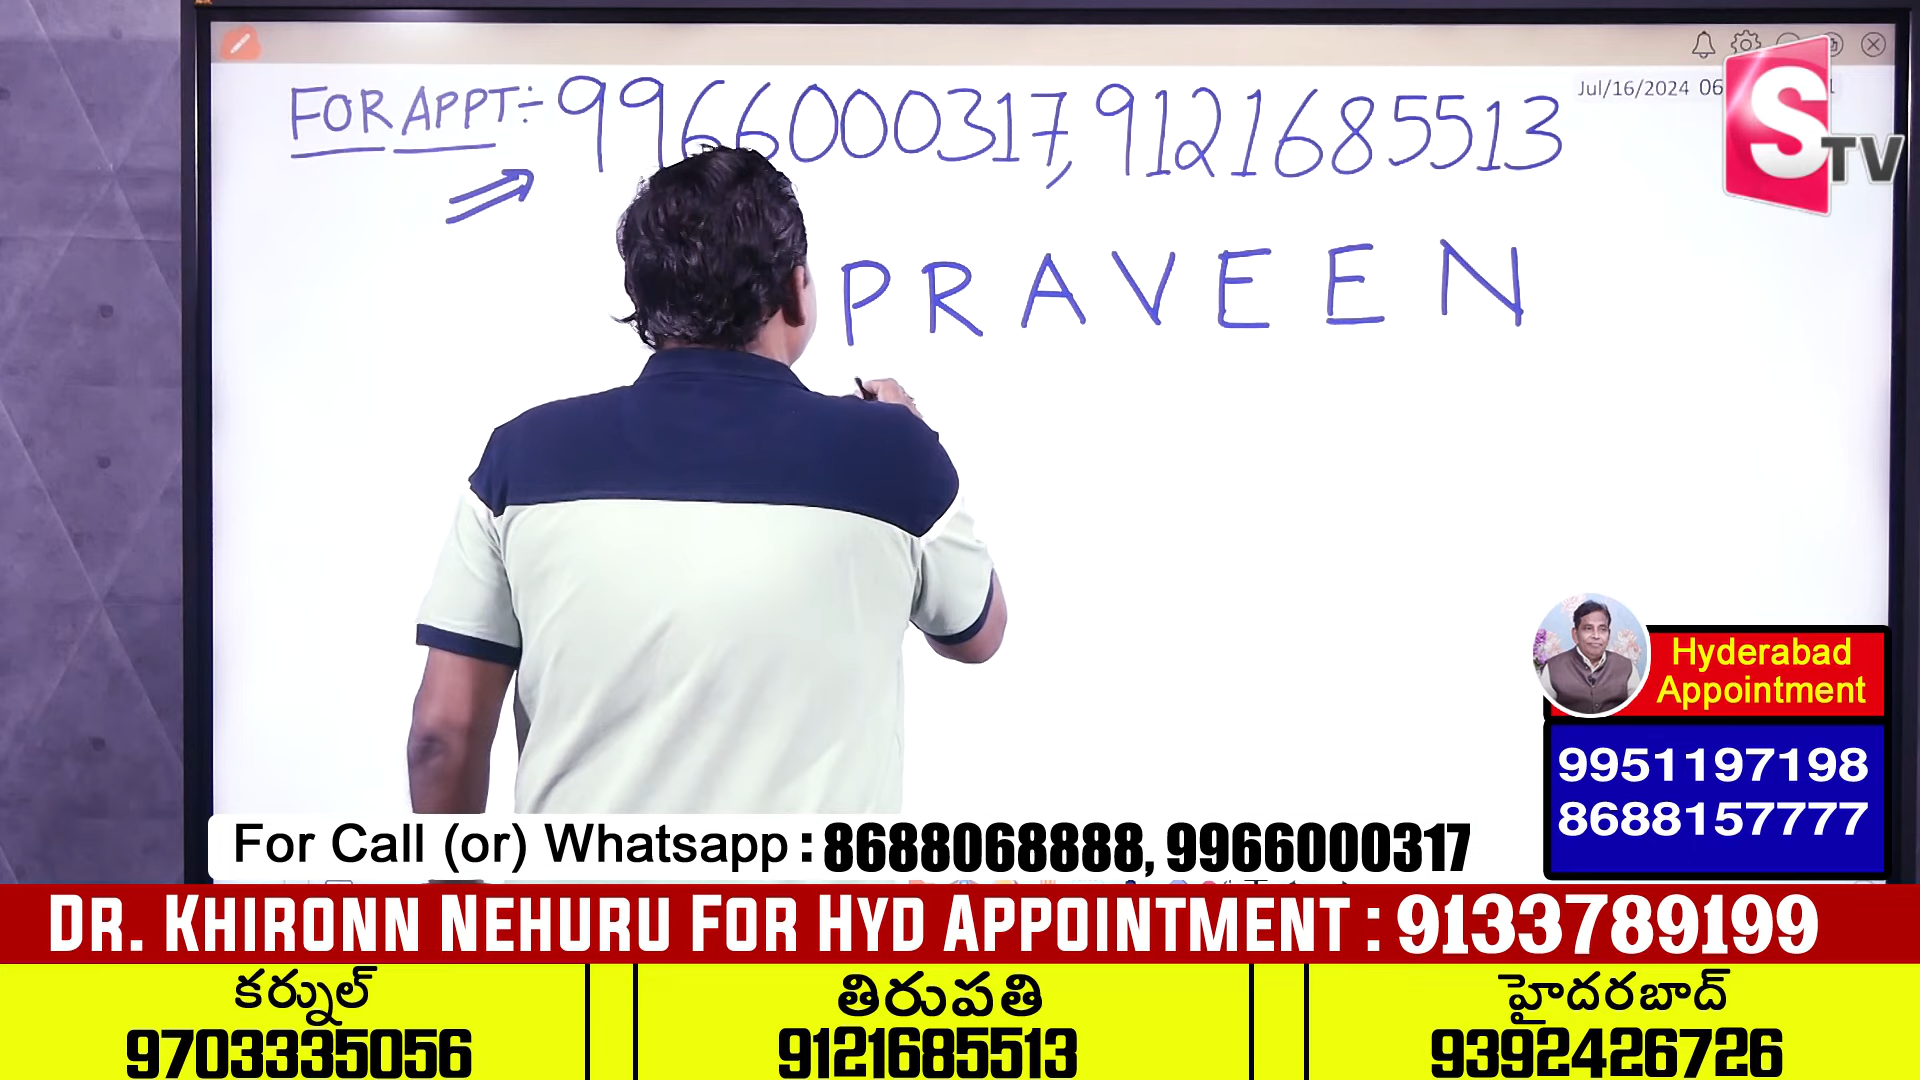 FOR APPT:- 9966000317, 9121685513
Jul/16/2024 06
STV
PRAVEEN
Hyderabad
Appointment
9951197198
8688157777
For Call (or) Whatsapp : 8688068888, 9966000317
DR. KHIRONN NEHURU FOR HYD APPOINTMENT : 9133789199
కర్నుల్
9703335056
తిరుపతి
9121685513
హైదరబాద్
9392426726